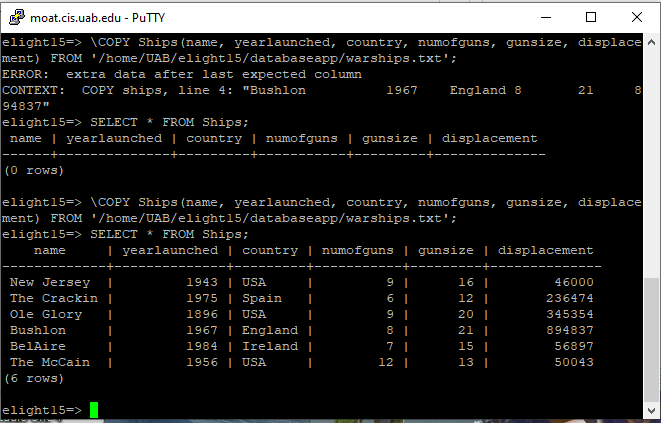 moat.cis.uab.edu - PuTTY
elight15=> \COPY Ships(name, yearlaunched, country, numofguns, gunsize, displace
ment) FROM '/home/UAB/elight15/databaseapp/warships.txt';
ERROR:  extra data after last expected column
CONTEXT:  COPY ships, line 4: "Bushlon          1967    England 8       21      8
94837"
elight15=> SELECT * FROM Ships;
 name | yearlaunched | country | numofguns | gunsize | displacement
------+--------------+---------+-----------+---------+--------------
(0 rows)
elight15=> \COPY Ships(name, yearlaunched, country, numofguns, gunsize, displace
ment) FROM '/home/UAB/elight15/databaseapp/warships.txt';
elight15=> SELECT * FROM Ships;
    name     | yearlaunched | country | numofguns | gunsize | displacement
-------------+--------------+---------+-----------+---------+--------------
 New Jersey  |         1943 | USA     |         9 |      16 |        46000
 The Crackin |         1975 | Spain   |         6 |      12 |       236474
 Ole Glory   |         1896 | USA     |         9 |      20 |       345354
 Bushlon     |         1967 | England |         8 |      21 |       894837
 BelAire     |         1984 | Ireland |         7 |      15 |        56897
 The McCain  |         1956 | USA     |        12 |      13 |        50043
(6 rows)
elight15=>